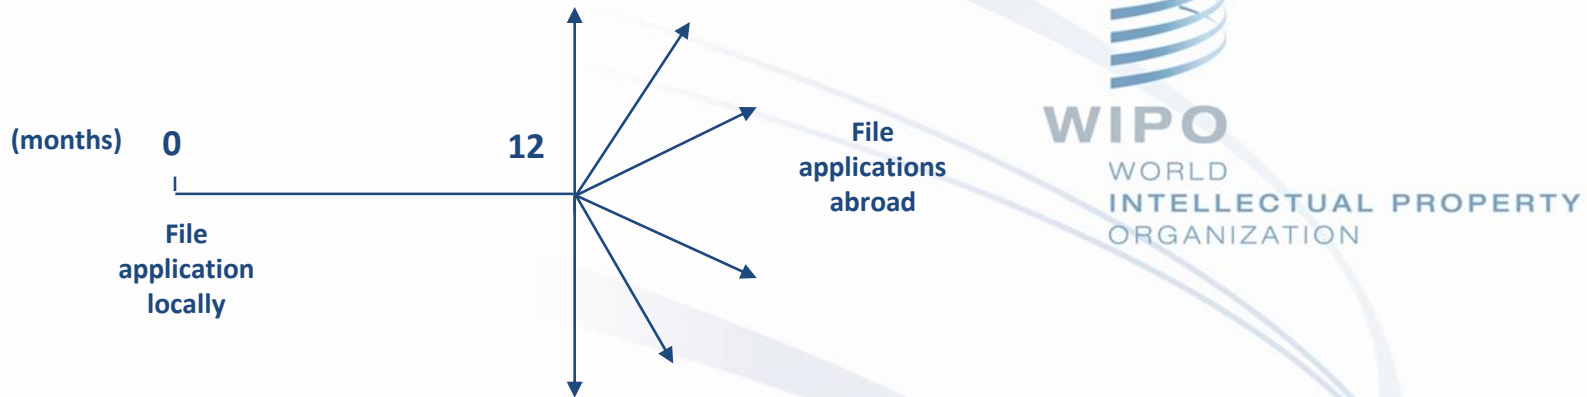 (months)
0
12
File
application
locally
File
applications
abroad
WIPO
WORLD
INTELLECTUAL PROPERTY
ORGANIZATION